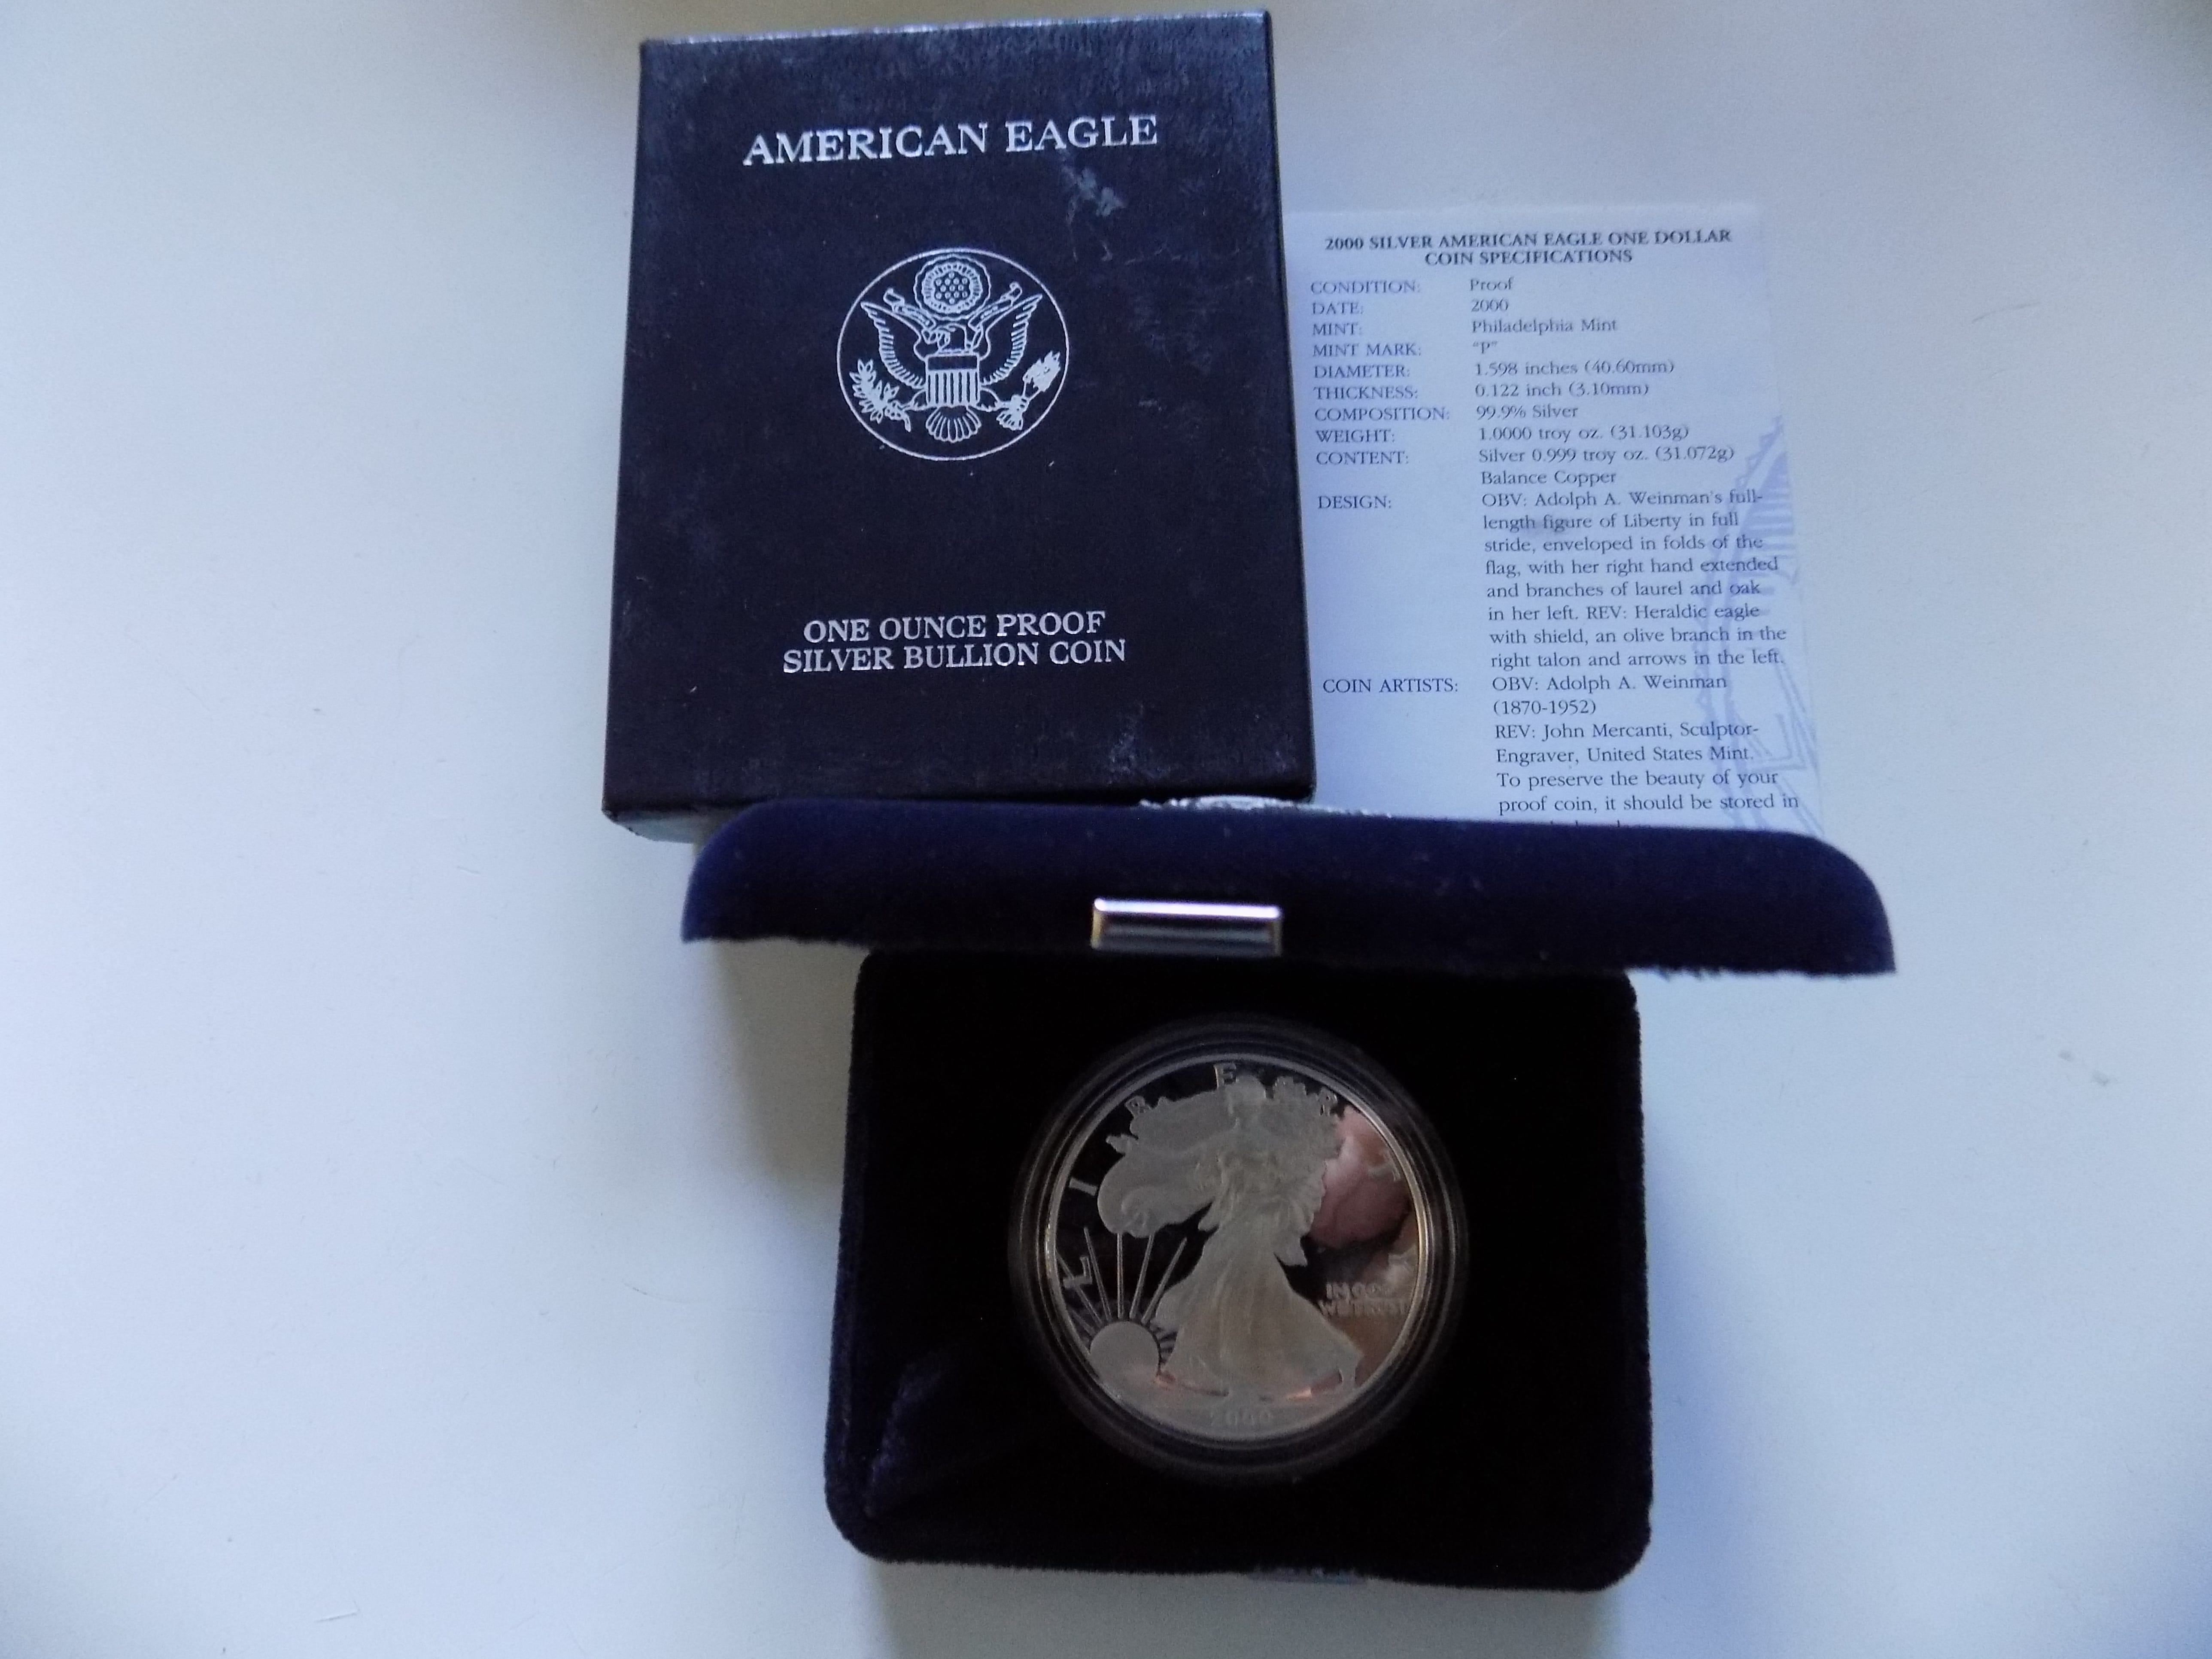 AMERICAN EAGLE
ONE OUNCE PROOF
SILVER BULLION COIN
2000 SILVER AMERICAN EAGLE ONE DOLLAR
COIN SPECIFICATIONS
CONDITION: Proof
DATE: 2000
MINT: Philadelphia Mint
MINT MARK: "P"
DIAMETER: 1.598 inches (40.60mm)
THICKNESS: 0.122 inch (3.10mm)
COMPOSITION: 99.9% Silver
WEIGHT: 1.0000 troy oz. (31.103g)
CONTENT: Silver 0.999 troy oz. (31.072g)
Balance Copper
DESIGN: OBV: Adolph A. Weinman's full-
length figure of Liberty in full
stride, enveloped in folds of the
flag, with her right hand extended
and branches of laurel and oak
in her left. REV: Heraldic eagle
with shield, an olive branch in the
right talon and arrows in the left.
COIN ARTISTS: OBV: Adolph A. Weinman
(1870-1952)
REV: John Mercanti, Sculptor-
Engraver, United States Mint.
To preserve the beauty of your
proof coin, it should be stored in
LIBERTY
IN GOD
WE TRUST
2000